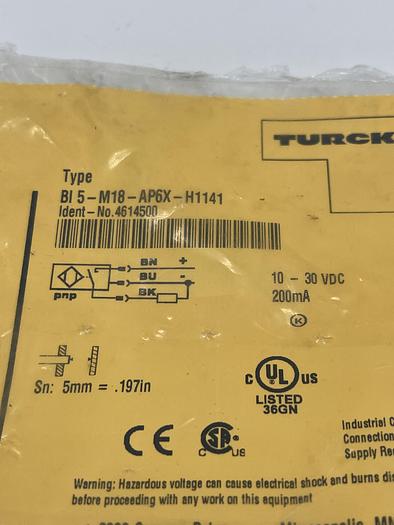 TURCK
Type
BI 5-M18-AP6X-H1141
Ident-No.4614500
BN +
BU -
BK
pnp
10 - 30 VDC
200mA
K
Sn: 5mm = .197in
C UL US
LISTED
36GN
CE
C SP US
Industrial C
Connection
Supply Re
Warning: Hazardous voltage can cause electrical shock and burns dis
before proceeding with any work on this equipment